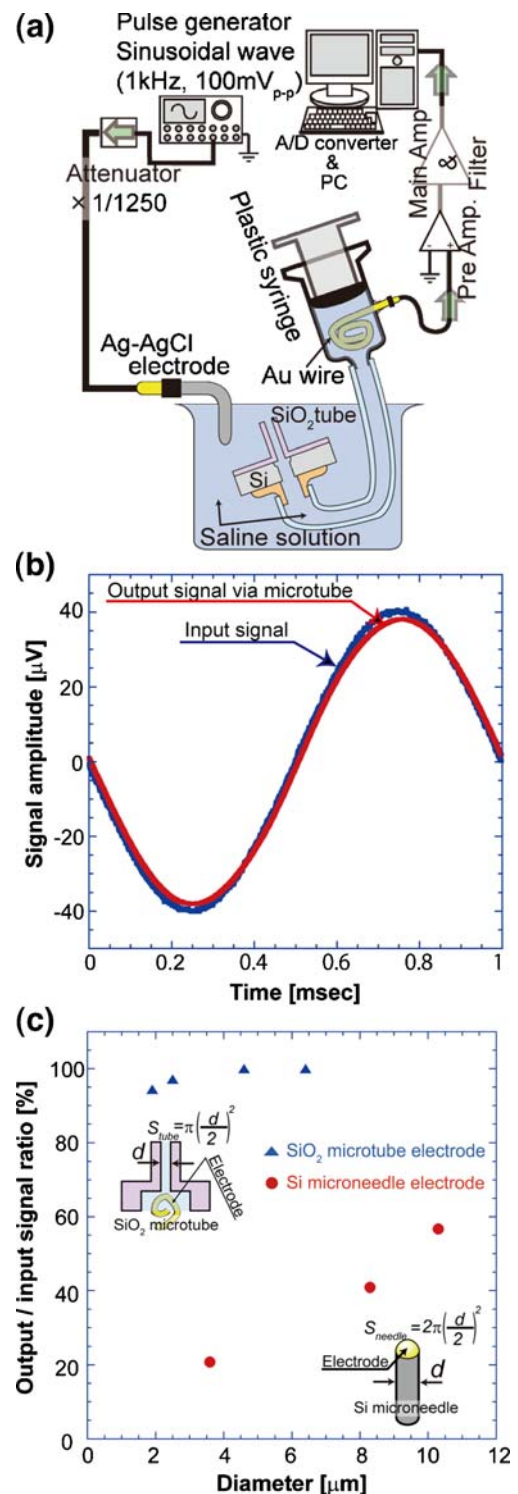 (a)
Pulse generator
Sinusoidal wave
(1kHz, 100mVp-p)
A/D converter
&
PC
Attenuator
× 1/1250
Main Amp
&
Filter
Pre Amp.
- +
Plastic syringe
Au wire
Ag-AgCl
electrode
SiO2 tube
Si
Saline solution
(b)
Output signal via microtube
Input signal
Signal amplitude [μV]
40
20
0
-20
-40
0 0.2 0.4 0.6 0.8 1
Time [msec]
(c)
Output / input signal ratio [%]
100
80
60
40
20
0
Stube=π(d/2)2
d
Electrode
SiO2 microtube
SiO2 microtube electrode
Si microneedle electrode
Sneedle=2π(d/2)2
Electrode
d
Si microneedle
0 2 4 6 8 10 12
Diameter [μm]